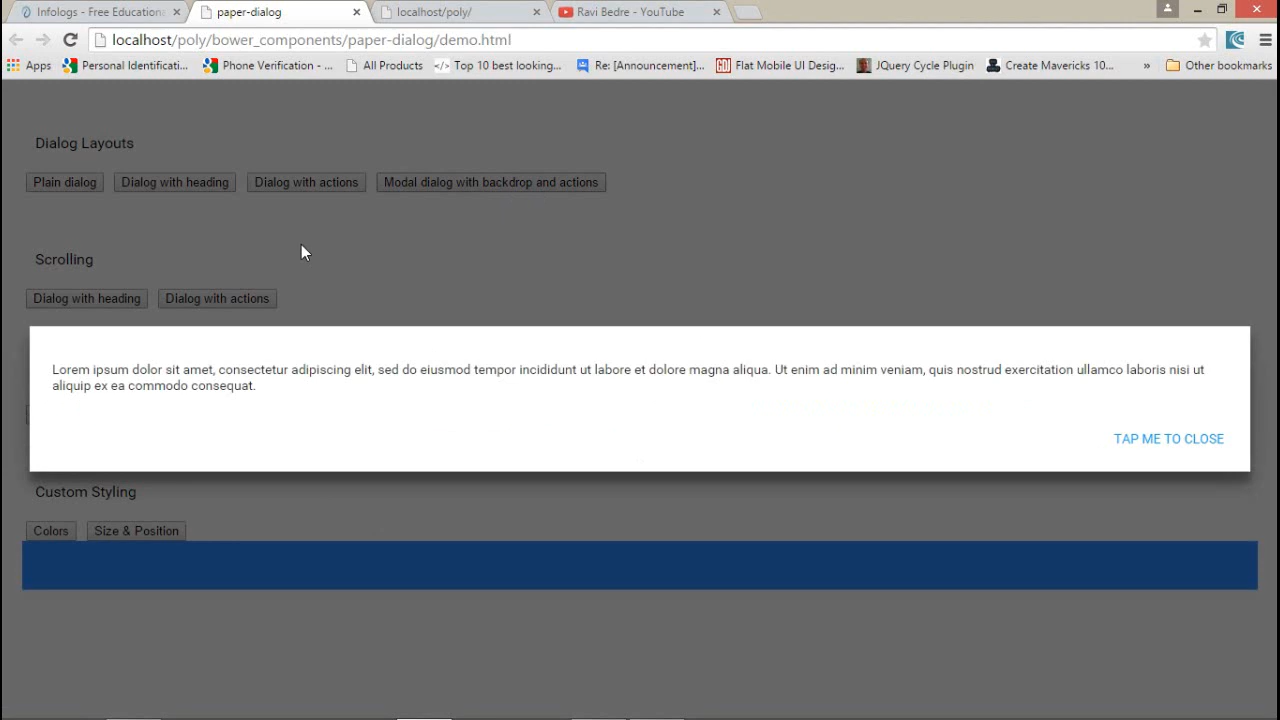 Infologs - Free Educationa
paper-dialog
localhost/poly/
Ravi Bedre - YouTube
localhost/poly/bower_components/paper-dialog/demo.html
Apps
Personal Identificati...
Phone Verification - ...
All Products
Top 10 best looking...
Re: [Announcement]...
Flat Mobile UI Desig...
JQuery Cycle Plugin
Create Mavericks 10...
»
Other bookmarks
Dialog Layouts
Plain dialog
Dialog with heading
Dialog with actions
Modal dialog with backdrop and actions
Scrolling
Dialog with heading
Dialog with actions
Lorem ipsum dolor sit amet, consectetur adipiscing elit, sed do eiusmod tempor incididunt ut labore et dolore magna aliqua. Ut enim ad minim veniam, quis nostrud exercitation ullamco laboris nisi ut
aliquip ex ea commodo consequat.
TAP ME TO CLOSE
Custom Styling
Colors
Size & Position